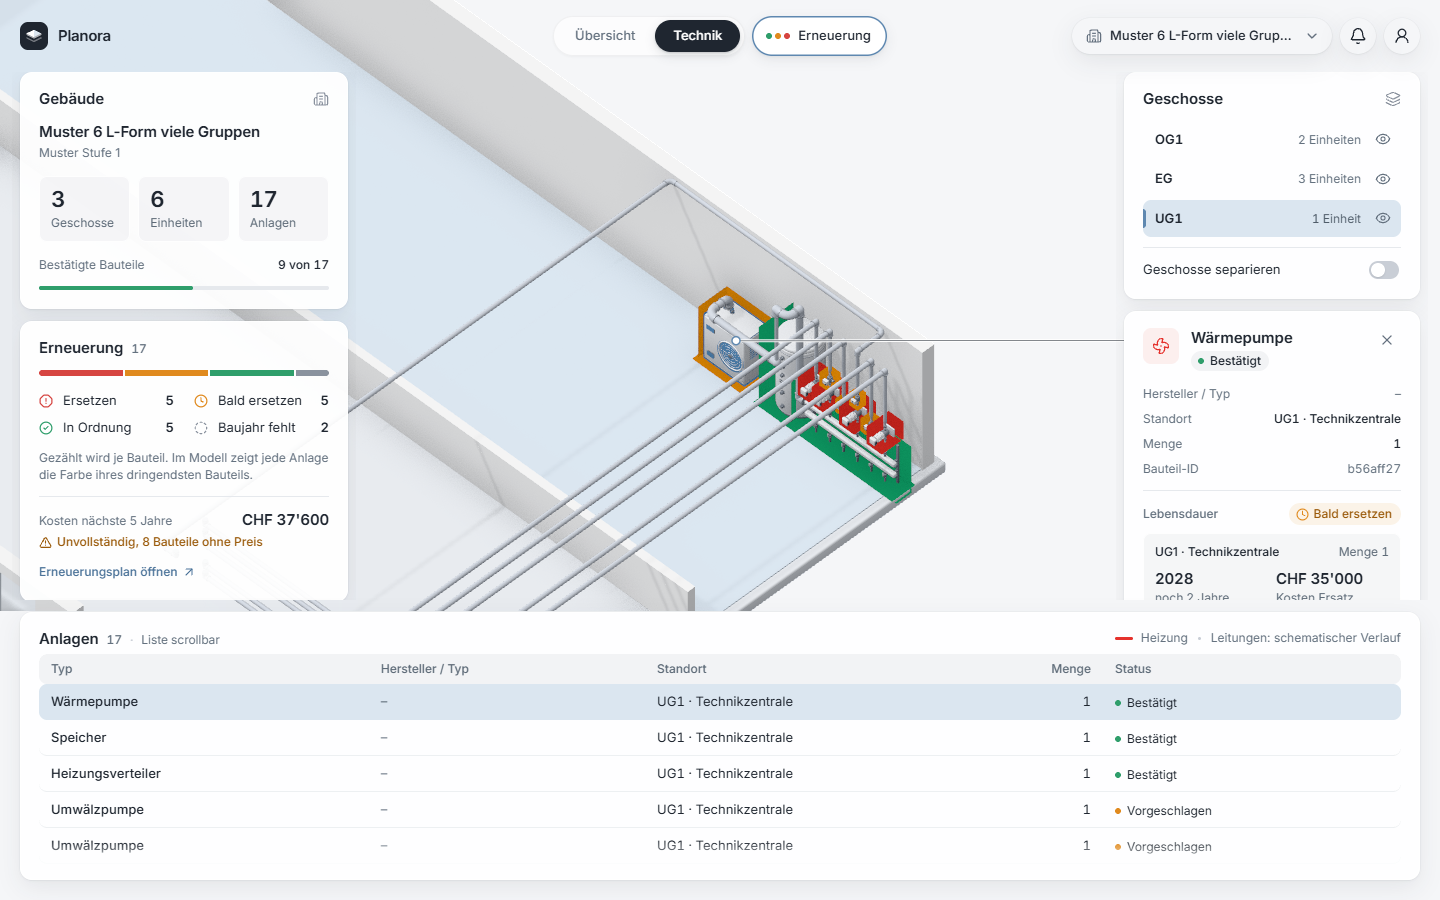 Planora
Übersicht
Technik
Erneuerung
Muster 6 L-Form viele Grup...
Gebäude
Muster 6 L-Form viele Gruppen
Muster Stufe 1
3
Geschosse
6
Einheiten
17
Anlagen
Bestätigte Bauteile
9 von 17
Erneuerung 17
Ersetzen 5
Bald ersetzen 5
In Ordnung 5
Baujahr fehlt 2
Gezählt wird je Bauteil. Im Modell zeigt jede Anlage
die Farbe ihres dringendsten Bauteils.
Kosten nächste 5 Jahre CHF 37'600
Unvollständig, 8 Bauteile ohne Preis
Erneuerungsplan öffnen
Geschosse
OG1 2 Einheiten
EG 3 Einheiten
UG1 1 Einheit
Geschosse separieren
Wärmepumpe
Bestätigt
Hersteller / Typ –
Standort UG1 · Technikzentrale
Menge 1
Bauteil-ID b56aff27
Lebensdauer Bald ersetzen
UG1 · Technikzentrale Menge 1
2028 CHF 35'000
noch 2 Jahre Kosten Ersatz
Anlagen 17 · Liste scrollbar
Heizung • Leitungen: schematischer Verlauf
Typ Hersteller / Typ Standort Menge Status
Wärmepumpe – UG1 · Technikzentrale 1 Bestätigt
Speicher – UG1 · Technikzentrale 1 Bestätigt
Heizungsverteiler – UG1 · Technikzentrale 1 Bestätigt
Umwälzpumpe – UG1 · Technikzentrale 1 Vorgeschlagen
Umwälzpumpe – UG1 · Technikzentrale 1 Vorgeschlagen